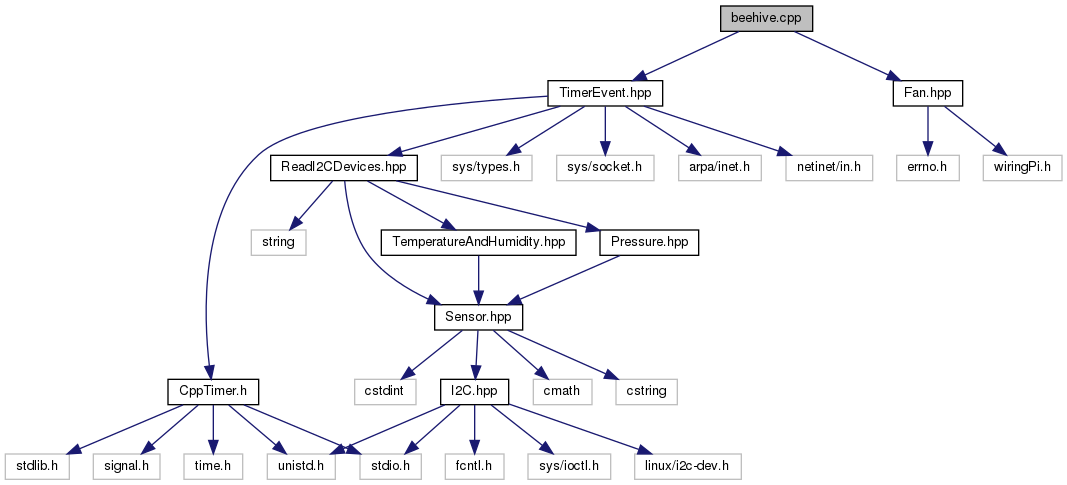 beehive.cpp
TimerEvent.hpp
Fan.hpp
ReadI2CDevices.hpp
sys/types.h
sys/socket.h
arpa/inet.h
netinet/in.h
errno.h
wiringPi.h
string
TemperatureAndHumidity.hpp
Pressure.hpp
Sensor.hpp
CppTimer.h
cstdint
I2C.hpp
cmath
cstring
stdlib.h
signal.h
time.h
unistd.h
stdio.h
fcntl.h
sys/ioctl.h
linux/i2c-dev.h